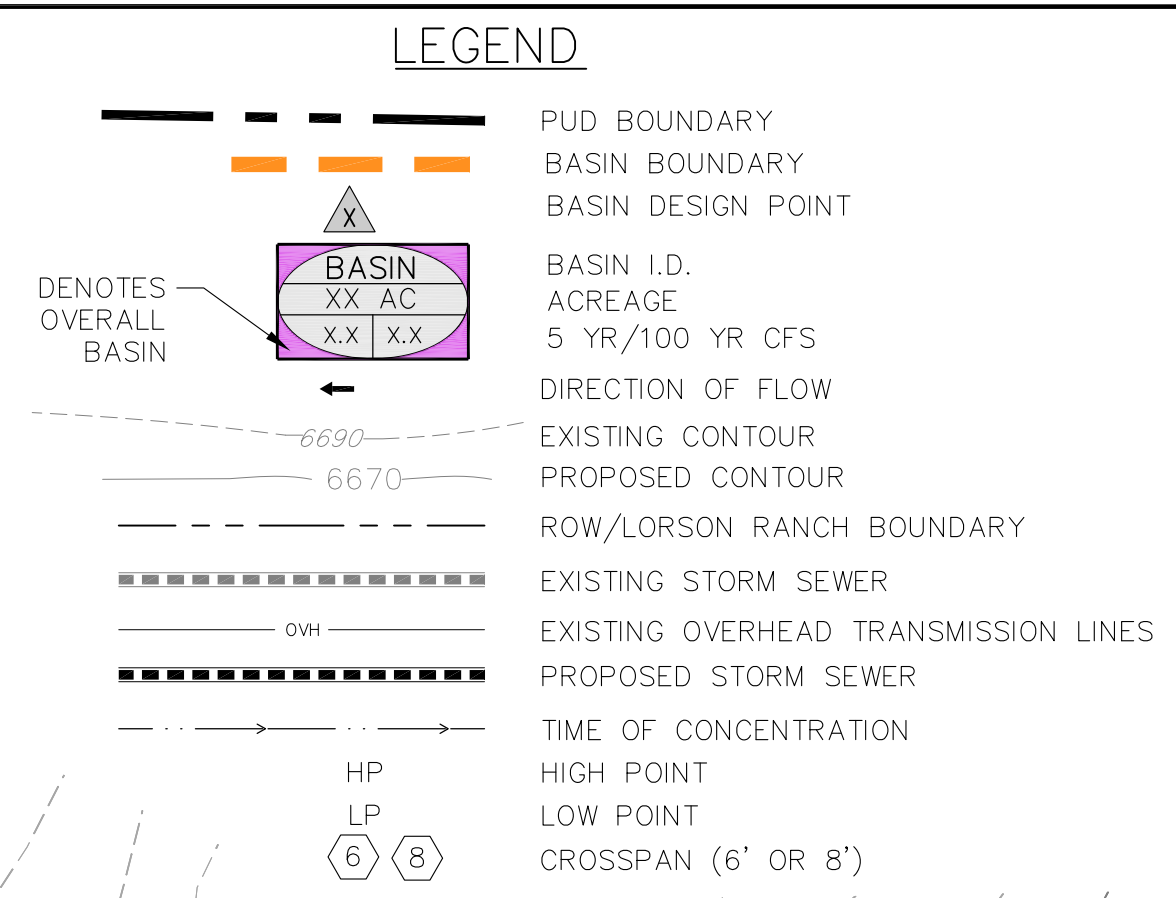 LEGEND
PUD BOUNDARY
BASIN BOUNDARY
X
BASIN DESIGN POINT
DENOTES
OVERALL
BASIN
BASIN
XX AC
X.X X.X
BASIN I.D.
ACREAGE
5 YR/100 YR CFS
DIRECTION OF FLOW
6690 EXISTING CONTOUR
6670 PROPOSED CONTOUR
ROW/LORSON RANCH BOUNDARY
EXISTING STORM SEWER
OVH EXISTING OVERHEAD TRANSMISSION LINES
PROPOSED STORM SEWER
TIME OF CONCENTRATION
HP HIGH POINT
LP LOW POINT
6 8 CROSSPAN (6' OR 8')